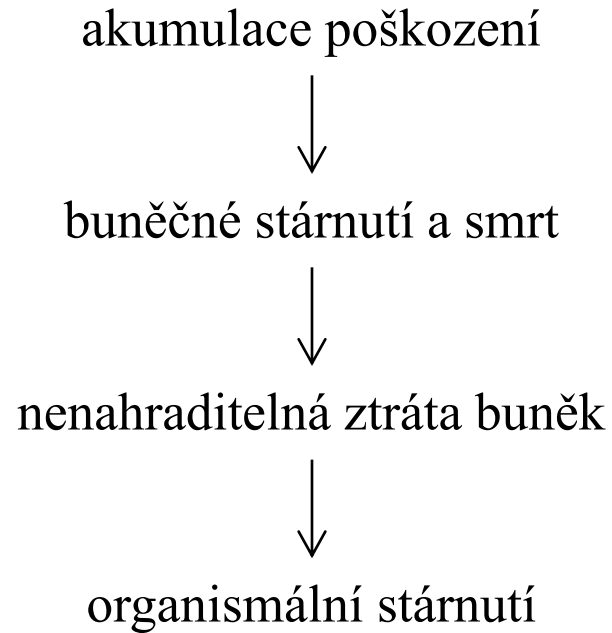 akumulace poškození
buněčné stárnutí a smrt
nenahraditelná ztráta buněk
organismální stárnutí